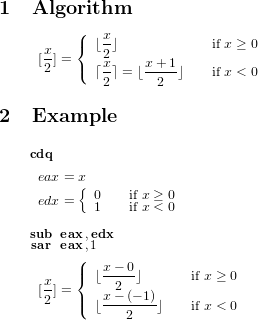 1 Algorithm
[x/2] = { ⌊x/2⌋ if x ≥ 0
⌈x/2⌉ = ⌊(x + 1)/2⌋ if x < 0
2 Example
cdq
eax = x
edx = { 0 if x ≥ 0
1 if x < 0
sub eax, edx
sar eax, 1
[x/2] = { ⌊(x − 0)/2⌋ if x ≥ 0
⌊(x − (−1))/2⌋ if x < 0